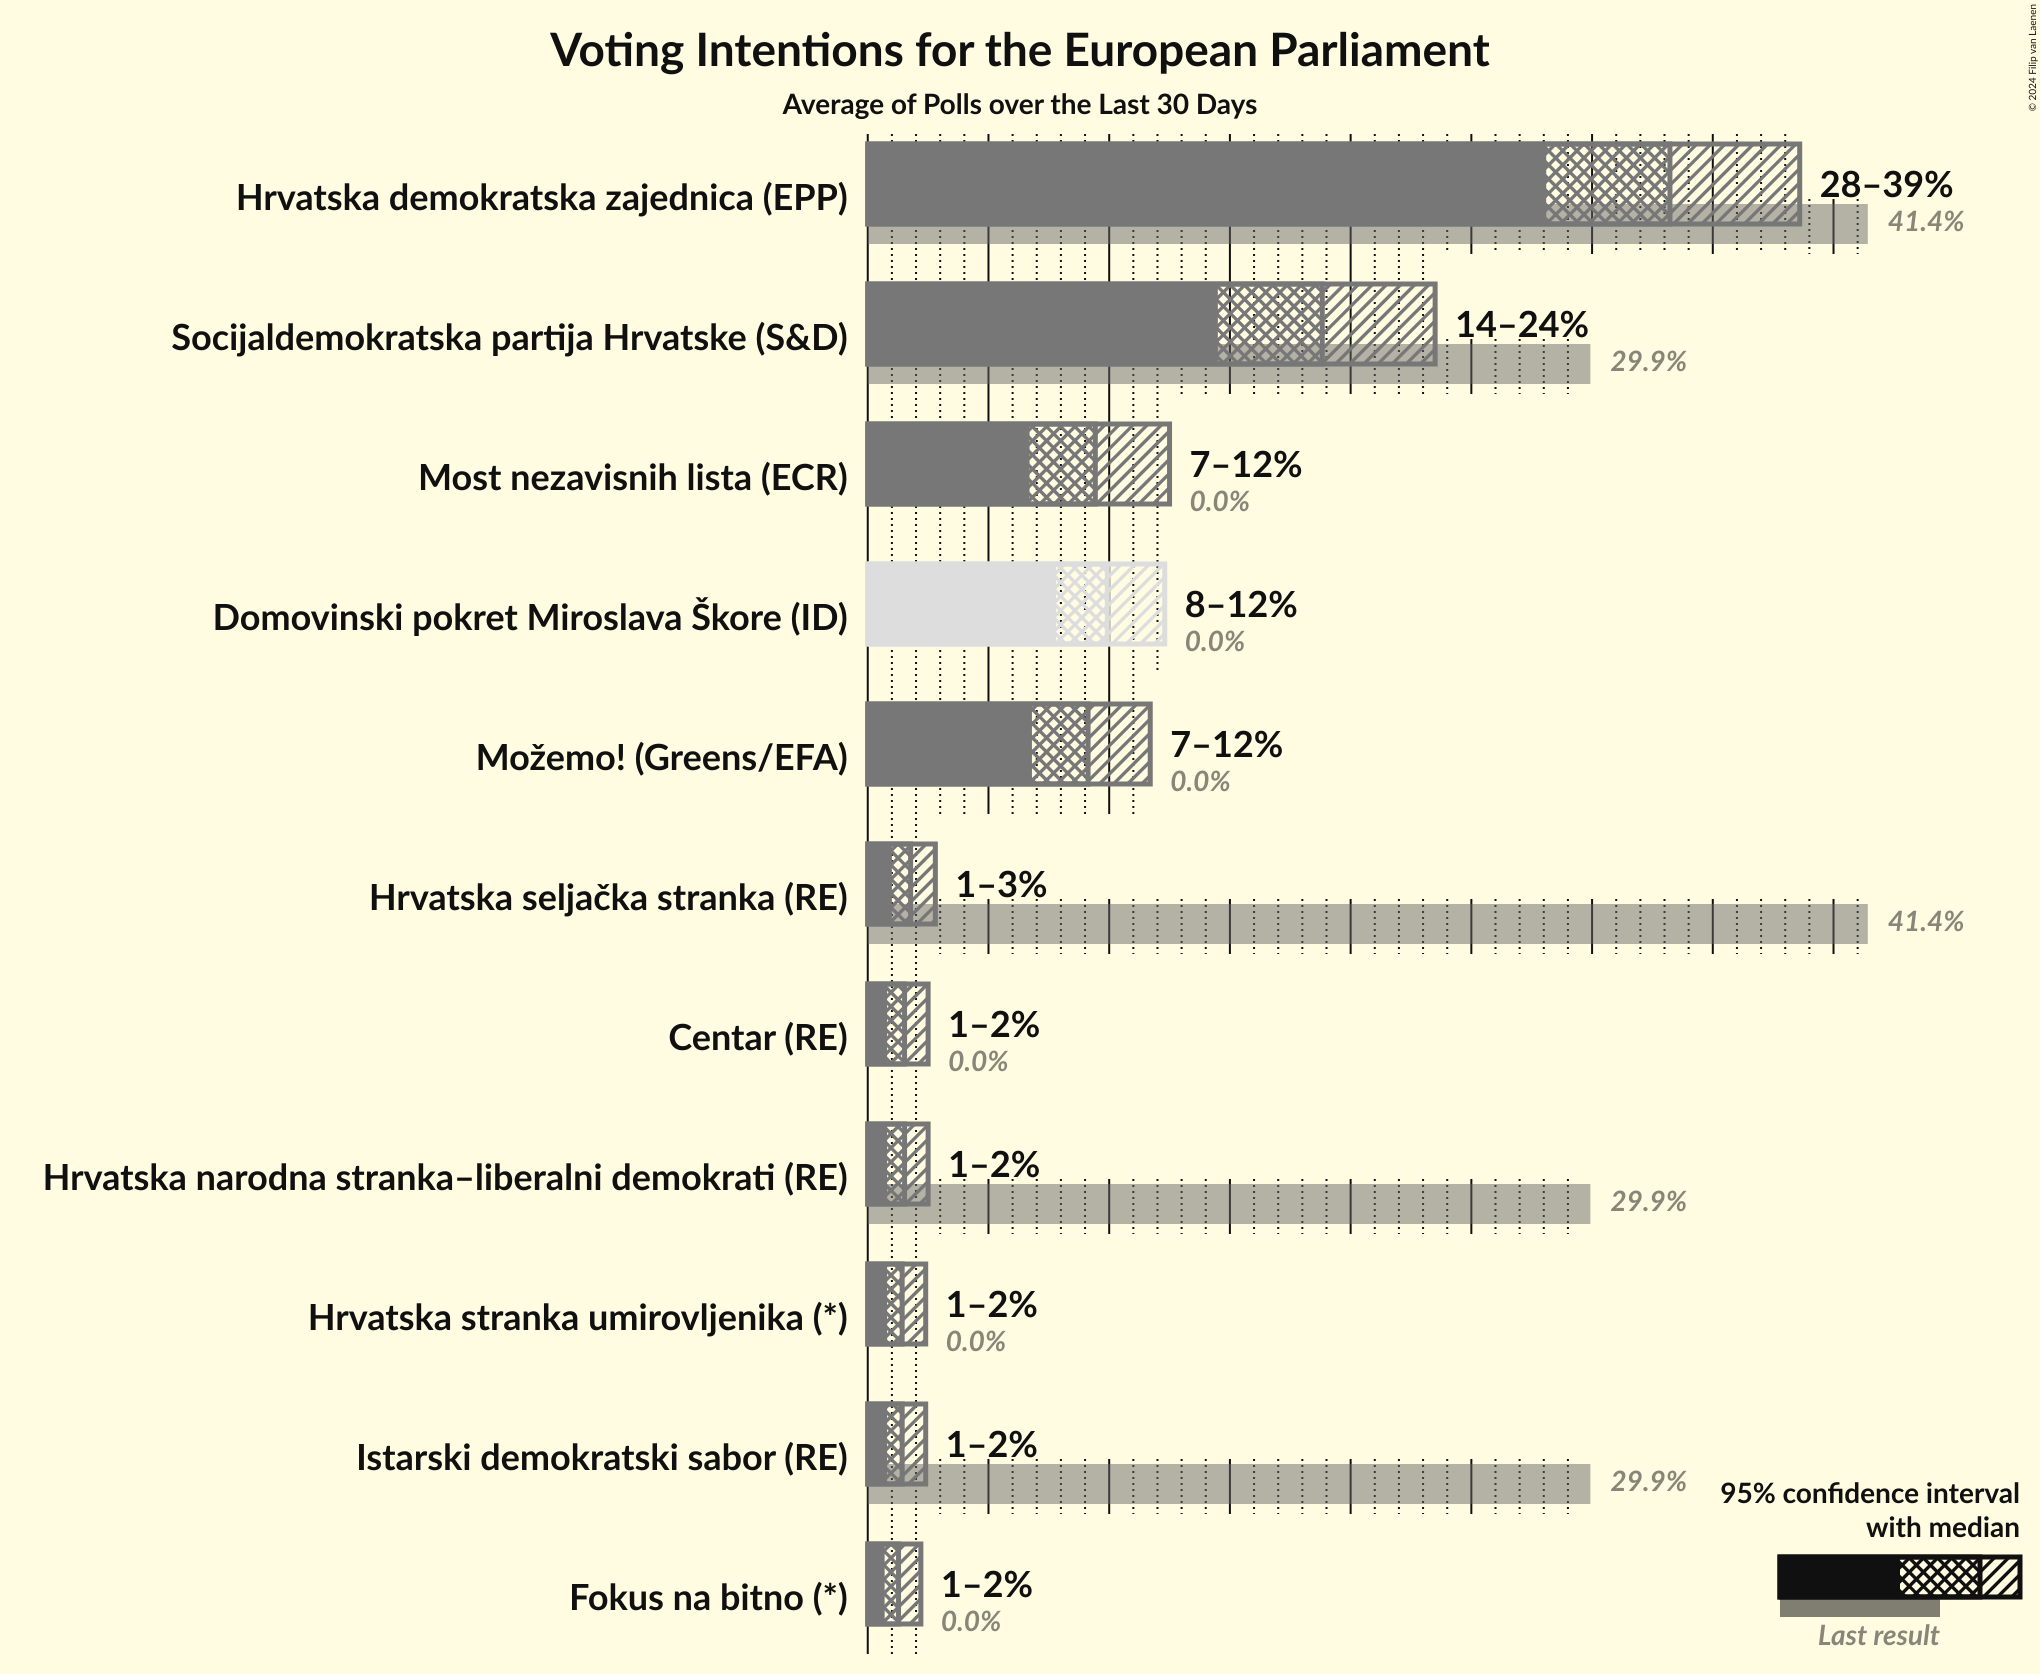 Voting Intentions for the European Parliament
Average of Polls over the Last 30 Days
© 2024 Filip van Laenen
Hrvatska demokratska zajednica (EPP)
28–39%
41.4%
Socijaldemokratska partija Hrvatske (S&D)
14–24%
29.9%
Most nezavisnih lista (ECR)
7–12%
0.0%
Domovinski pokret Miroslava Škore (ID)
8–12%
0.0%
Možemo! (Greens/EFA)
7–12%
0.0%
Hrvatska seljačka stranka (RE)
1–3%
41.4%
Centar (RE)
1–2%
0.0%
Hrvatska narodna stranka–liberalni demokrati (RE)
1–2%
29.9%
Hrvatska stranka umirovljenika (*)
1–2%
0.0%
Istarski demokratski sabor (RE)
1–2%
29.9%
Fokus na bitno (*)
1–2%
0.0%
95% confidence interval
with median
Last result